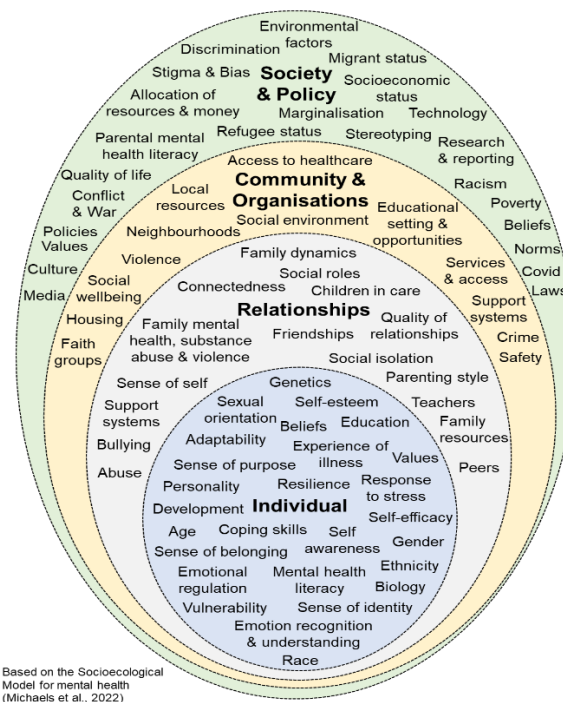 Environmental
factors
Discrimination
Migrant status
Stigma & Bias
Society
& Policy
Socioeconomic
status
Allocation of
resources & money
Marginalisation
Technology
Refugee status
Stereotyping
Parental mental
health literacy
Research
& reporting
Quality of life
Racism
Conflict
& War
Poverty
Policies
Beliefs
Values
Norms
Culture
Covid
Media
Laws
Access to healthcare
Community &
Organisations
Local
resources
Social environment
Educational
setting &
opportunities
Neighbourhoods
Violence
Services
& access
Social
wellbeing
Support
systems
Housing
Crime
Faith
groups
Safety
Family dynamics
Social roles
Connectedness
Children in care
Relationships
Family mental
health, substance
abuse & violence
Friendships
Quality of
relationships
Social isolation
Sense of self
Parenting style
Support
systems
Teachers
Family
resources
Bullying
Abuse
Peers
Genetics
Sexual
orientation
Self-esteem
Beliefs
Education
Adaptability
Experience of
illness
Values
Sense of purpose
Personality
Resilience
Response
to stress
Individual
Development
Self-efficacy
Age
Coping skills
Self
awareness
Gender
Sense of belonging
Ethnicity
Emotional
regulation
Mental health
literacy
Biology
Vulnerability
Sense of identity
Emotion recognition
& understanding
Race
Based on the Socioecological
Model for mental health
(Michaels et al., 2022)